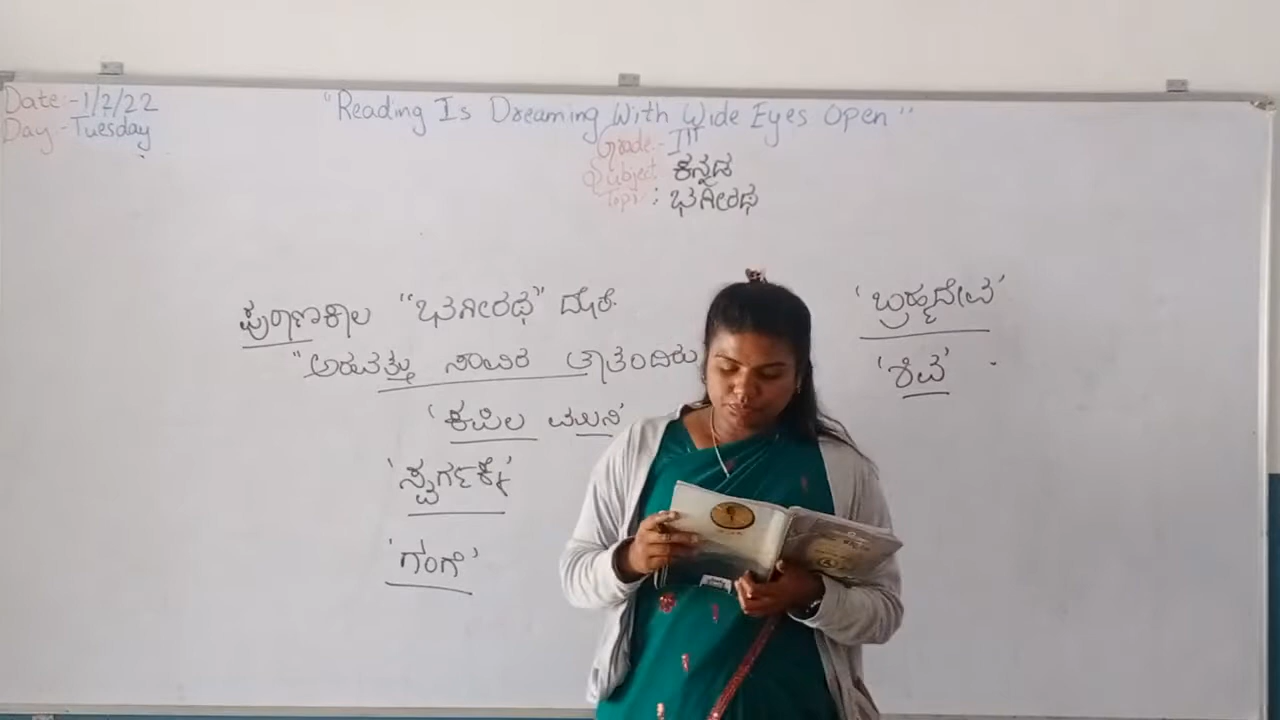 Date:-1/2/22
Day:-Tuesday
"Reading Is Dreaming With Wide Eyes Open"
Grade:- III
Subject: ಕನ್ನಡ
Topic: ಭಗೀರಥ
ಪುರಾಣಕಾಲ "ಭಗೀರಥ" ದೊರೆ.
"ಅರುವತ್ತು ಸಾವಿರ ತಾತಂದಿರು
'ಕಪಿಲ ಮುನಿ'
'ಸ್ವರ್ಗಕ್ಕೆ'
'ಗಂಗೆ'
'ಬ್ರಹ್ಮದೇವ'
'ಶಿವ'